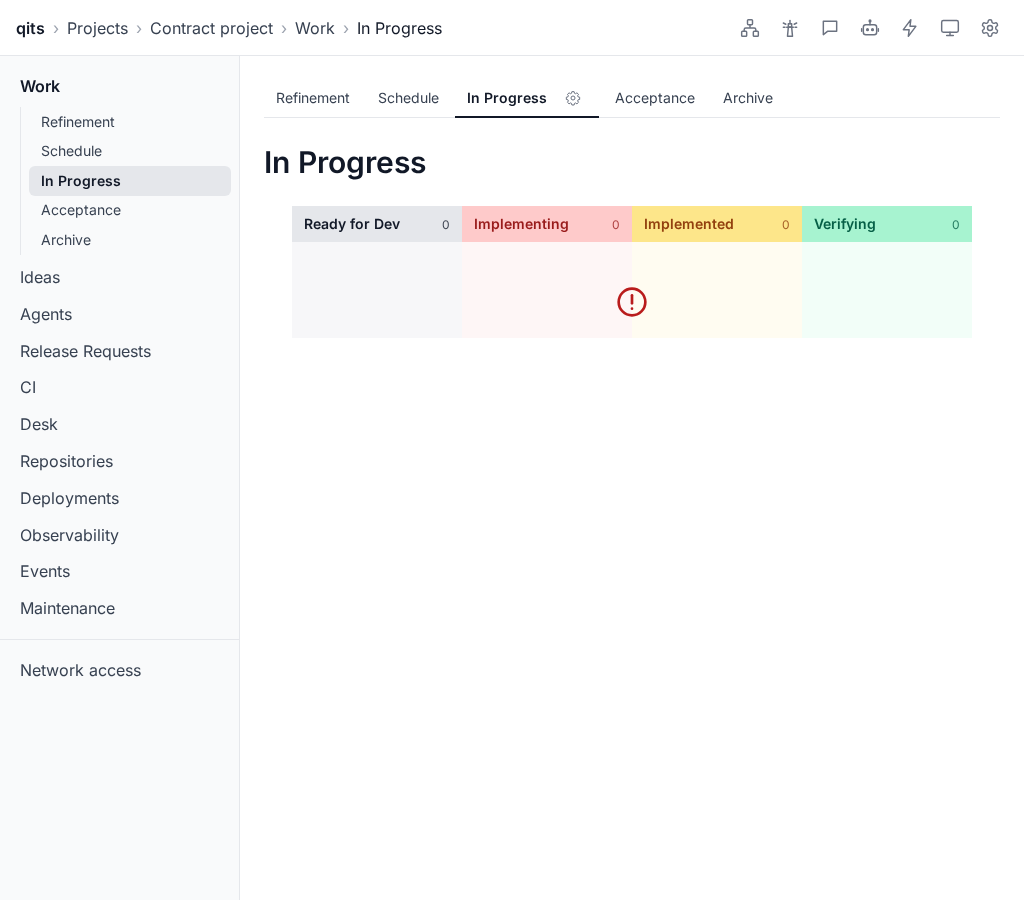 qits › Projects › Contract project › Work › In Progress
Work
Refinement
Schedule
In Progress
Acceptance
Archive
Ideas
Agents
Release Requests
CI
Desk
Repositories
Deployments
Observability
Events
Maintenance
Network access
Refinement Schedule In Progress Acceptance Archive
In Progress
Ready for Dev 0 Implementing 0 Implemented 0 Verifying 0